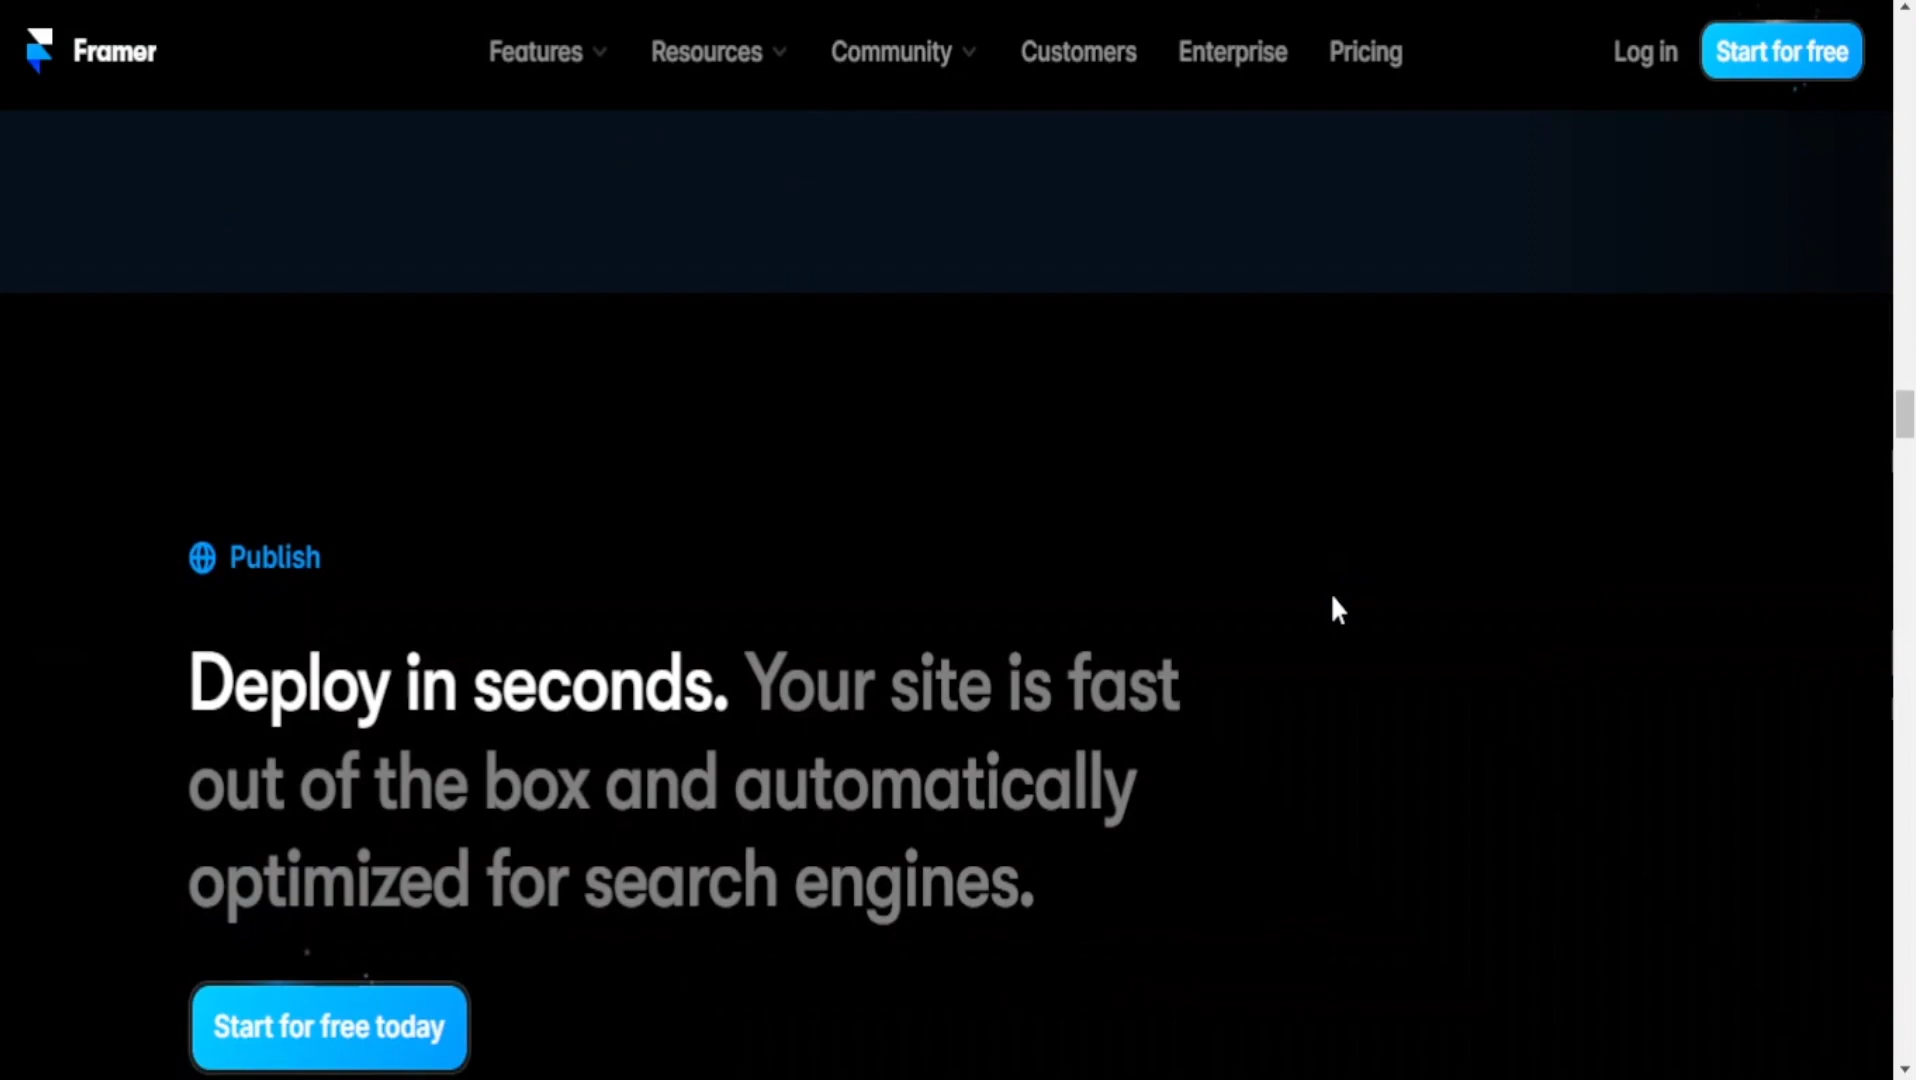 Framer
Features
Resources
Community
Customers
Enterprise
Pricing
Log in
Start for free
Publish
Deploy in seconds. Your site is fast
out of the box and automatically
optimized for search engines.
Start for free today